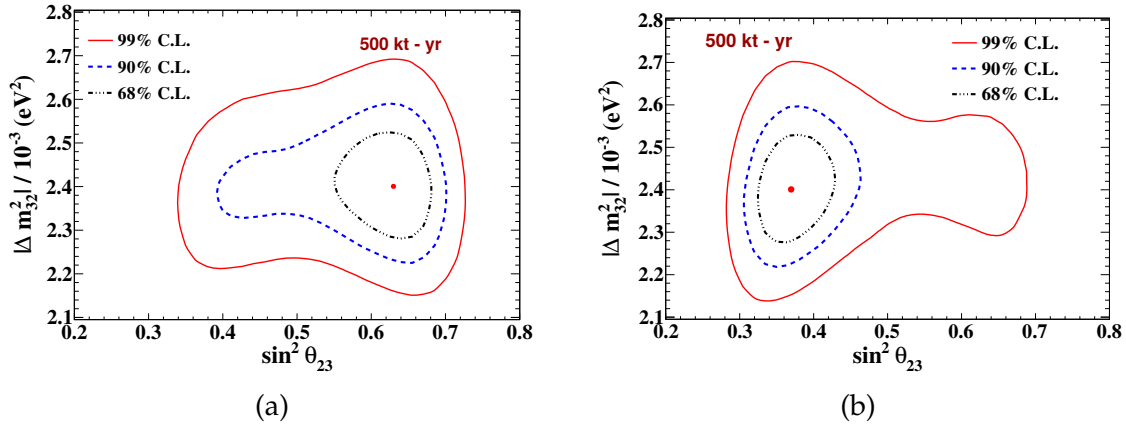 2.8
2.7
2.6
2.5
2.4
2.3
2.2
2.1
|Δ m²₃₂| / 10⁻³ (eV²)
99% C.L.
90% C.L.
68% C.L.
500 kt - yr
0.2 0.3 0.4 0.5 0.6 0.7 0.8
sin² θ₂₃
(a)
2.8
2.7
2.6
2.5
2.4
2.3
2.2
2.1
|Δ m²₃₂| / 10⁻³ (eV²)
500 kt - yr
99% C.L.
90% C.L.
68% C.L.
0.2 0.3 0.4 0.5 0.6 0.7 0.8
sin² θ₂₃
(b)